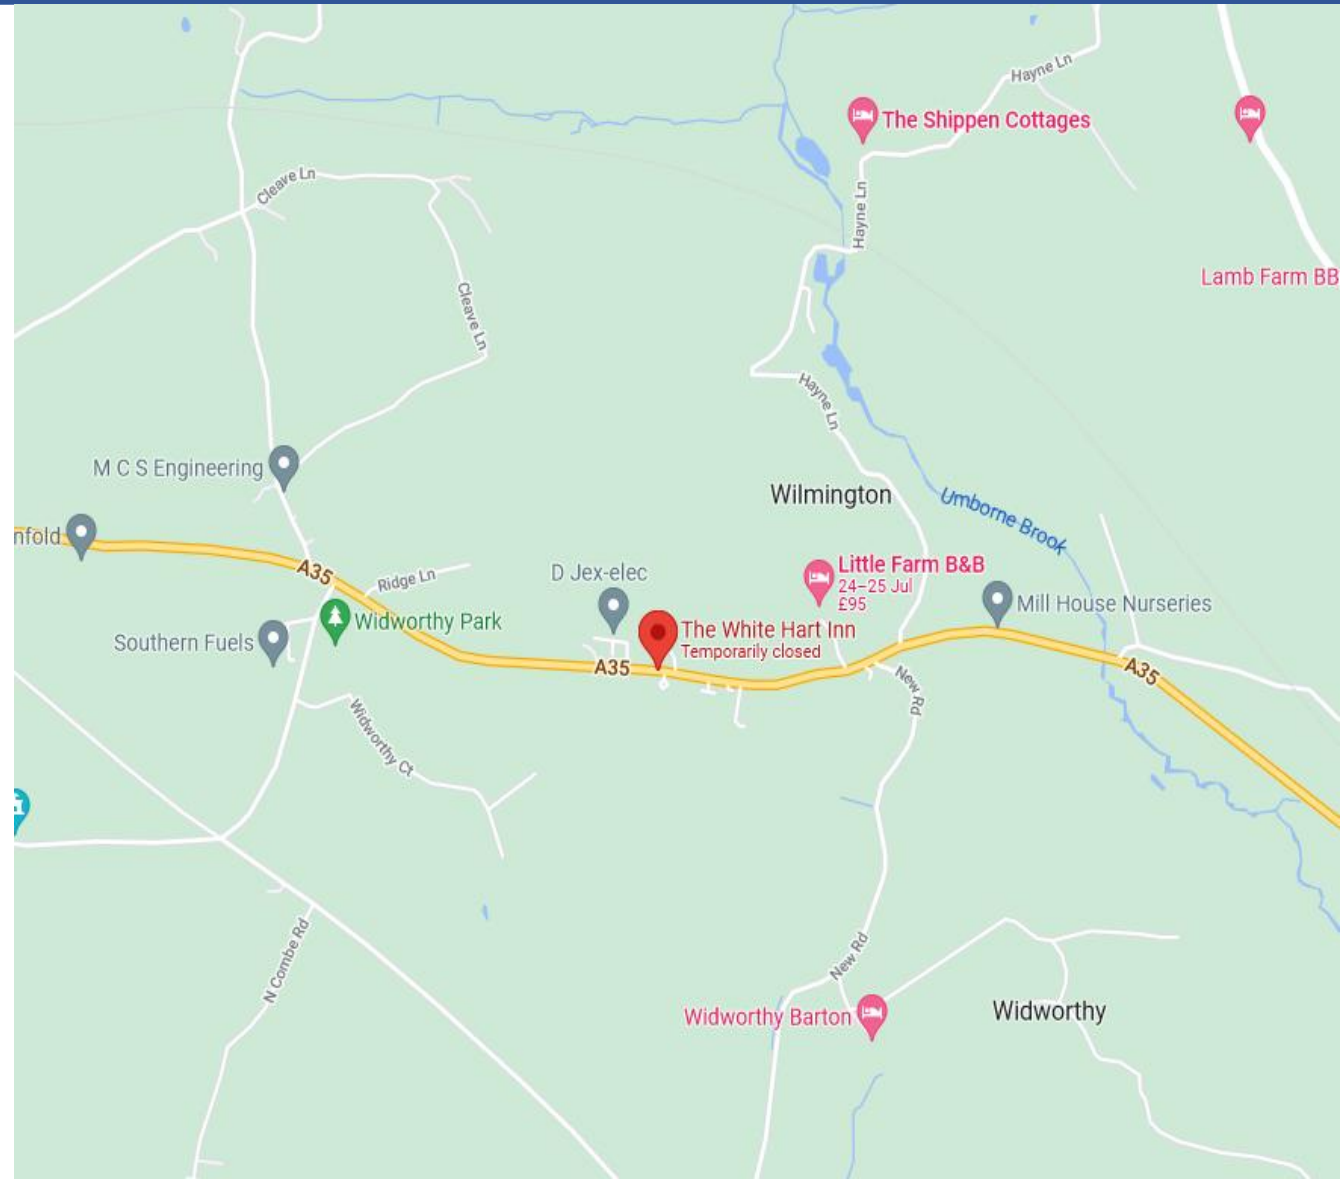 Hayne Ln
The Shippen Cottages
Cleave Ln
Hayne Ln
Lamb Farm BB
Cleave Ln
Hayne Ln
M C S Engineering
Wilmington
Umborne Brook
nfold
A35
Ridge Ln
D Jex-elec
Little Farm B&B
24–25 Jul
£95
Mill House Nurseries
Widworthy Park
Southern Fuels
The White Hart Inn
Temporarily closed
A35
A35
New Rd
Widworthy Ct
New Rd
N Combe Rd
Widworthy Barton
Widworthy